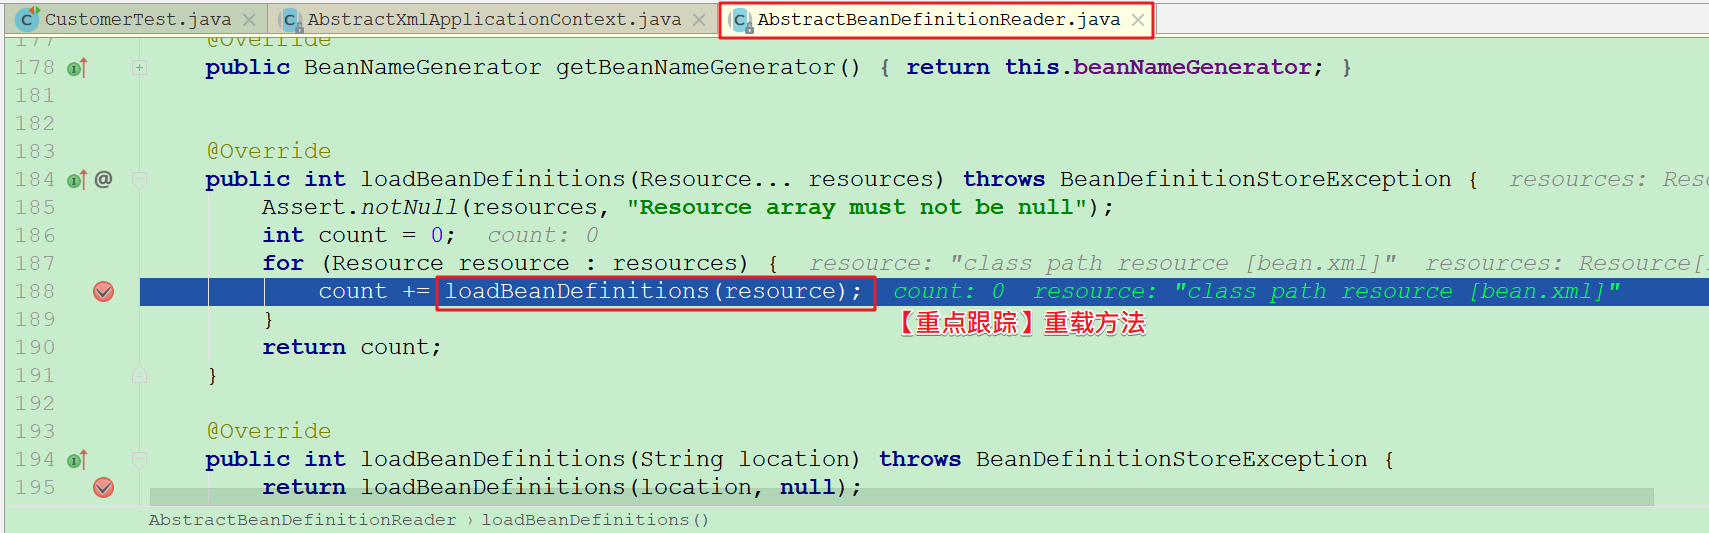 CustomerTest.java AbstractXmlApplicationContext.java AbstractBeanDefinitionReader.java
177 @Override
178 public BeanNameGenerator getBeanNameGenerator() { return this.beanNameGenerator; }
181
182
183 @Override
184 @ public int loadBeanDefinitions(Resource... resources) throws BeanDefinitionStoreException { resources: Reso
185 Assert.notNull(resources, "Resource array must not be null");
186 int count = 0; count: 0
187 for (Resource resource : resources) { resource: "class path resource [bean.xml]" resources: Resource[
188 count += loadBeanDefinitions(resource); count: 0 resource: "class path resource [bean.xml]"
189 }
【重点跟踪】重载方法
190 return count;
191 }
192
193 @Override
194 public int loadBeanDefinitions(String location) throws BeanDefinitionStoreException {
195 return loadBeanDefinitions(location, null);
AbstractBeanDefinitionReader › loadBeanDefinitions()